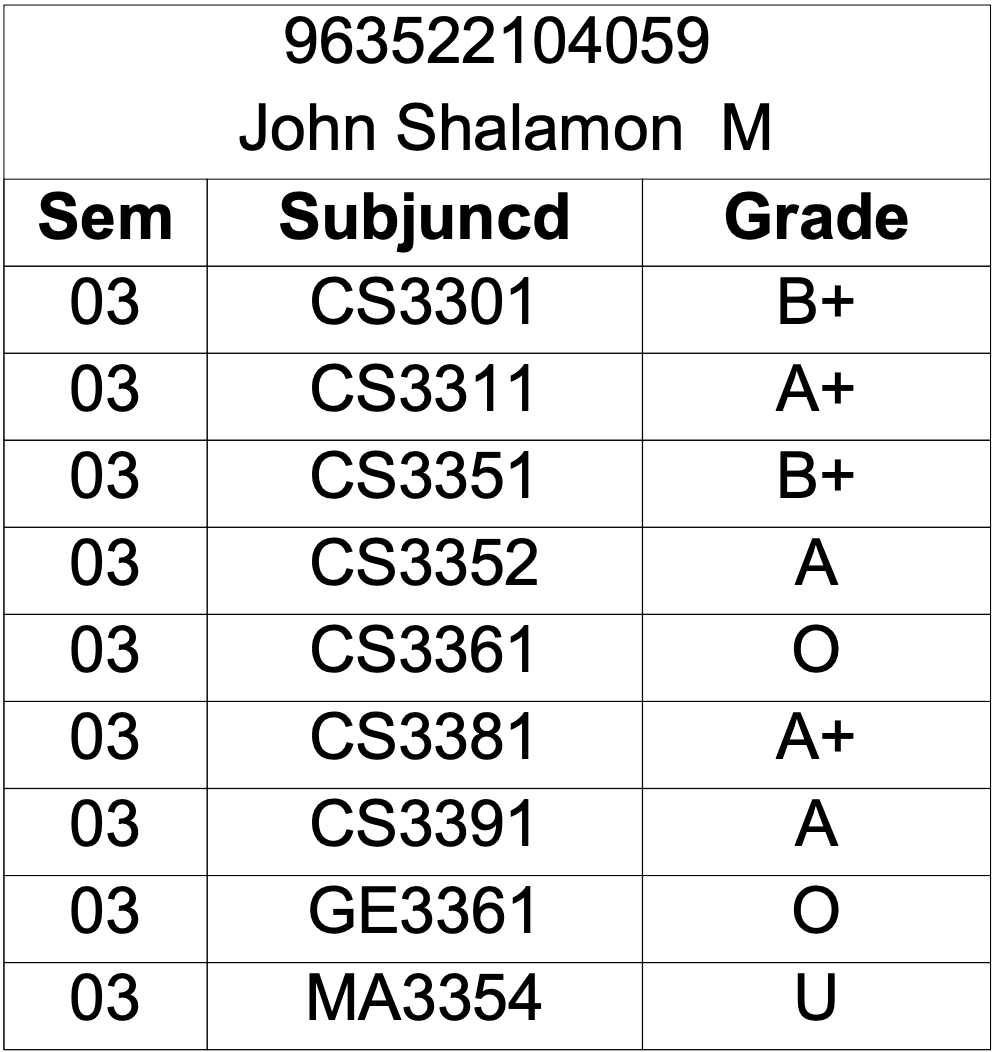 963522104059
John Shalamon M
Sem Subjuncd Grade
03 CS3301 B+
03 CS3311 A+
03 CS3351 B+
03 CS3352 A
03 CS3361 O
03 CS3381 A+
03 CS3391 A
03 GE3361 O
03 MA3354 U